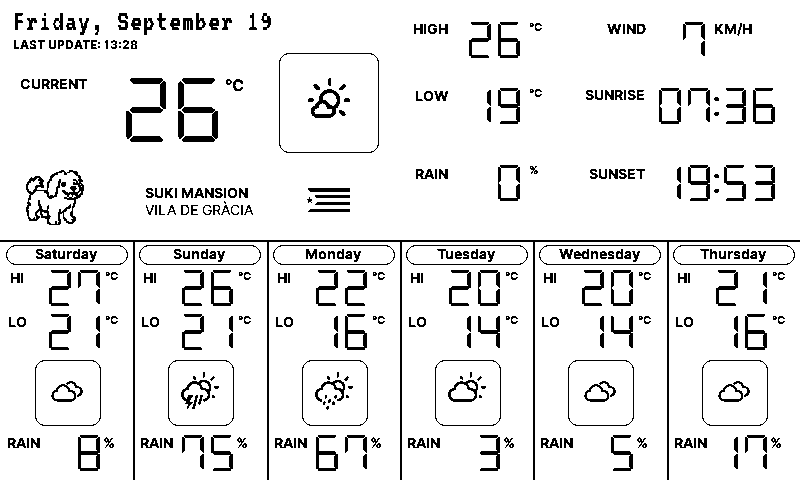 Friday, September 19
LAST UPDATE: 13:28
CURRENT 26 °C
SUKI MANSION
VILA DE GRÀCIA
HIGH 26 °C
LOW 19 °C
RAIN 0 %
WIND 7 KM/H
SUNRISE 07:36
SUNSET 19:53
Saturday
HI 27 °C
LO 21 °C
RAIN 8 %
Sunday
HI 26 °C
LO 21 °C
RAIN 75 %
Monday
HI 22 °C
LO 16 °C
RAIN 67 %
Tuesday
HI 20 °C
LO 14 °C
RAIN 3 %
Wednesday
HI 20 °C
LO 14 °C
RAIN 5 %
Thursday
HI 21 °C
LO 16 °C
RAIN 17 %